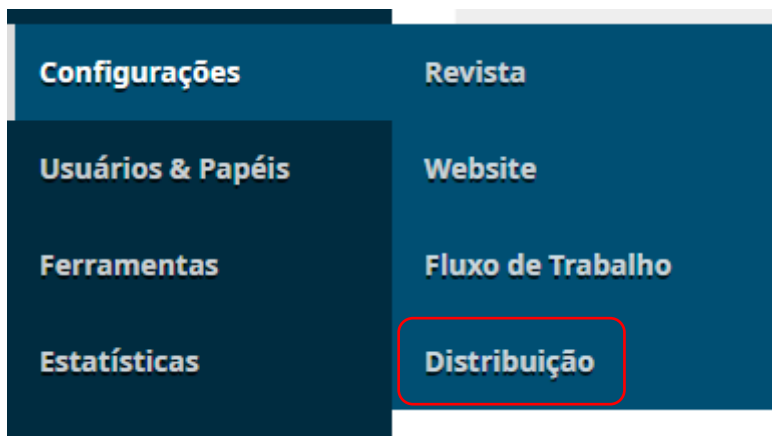 Configurações
Usuários & Papéis
Ferramentas
Estatísticas
Revista
Website
Fluxo de Trabalho
Distribuição